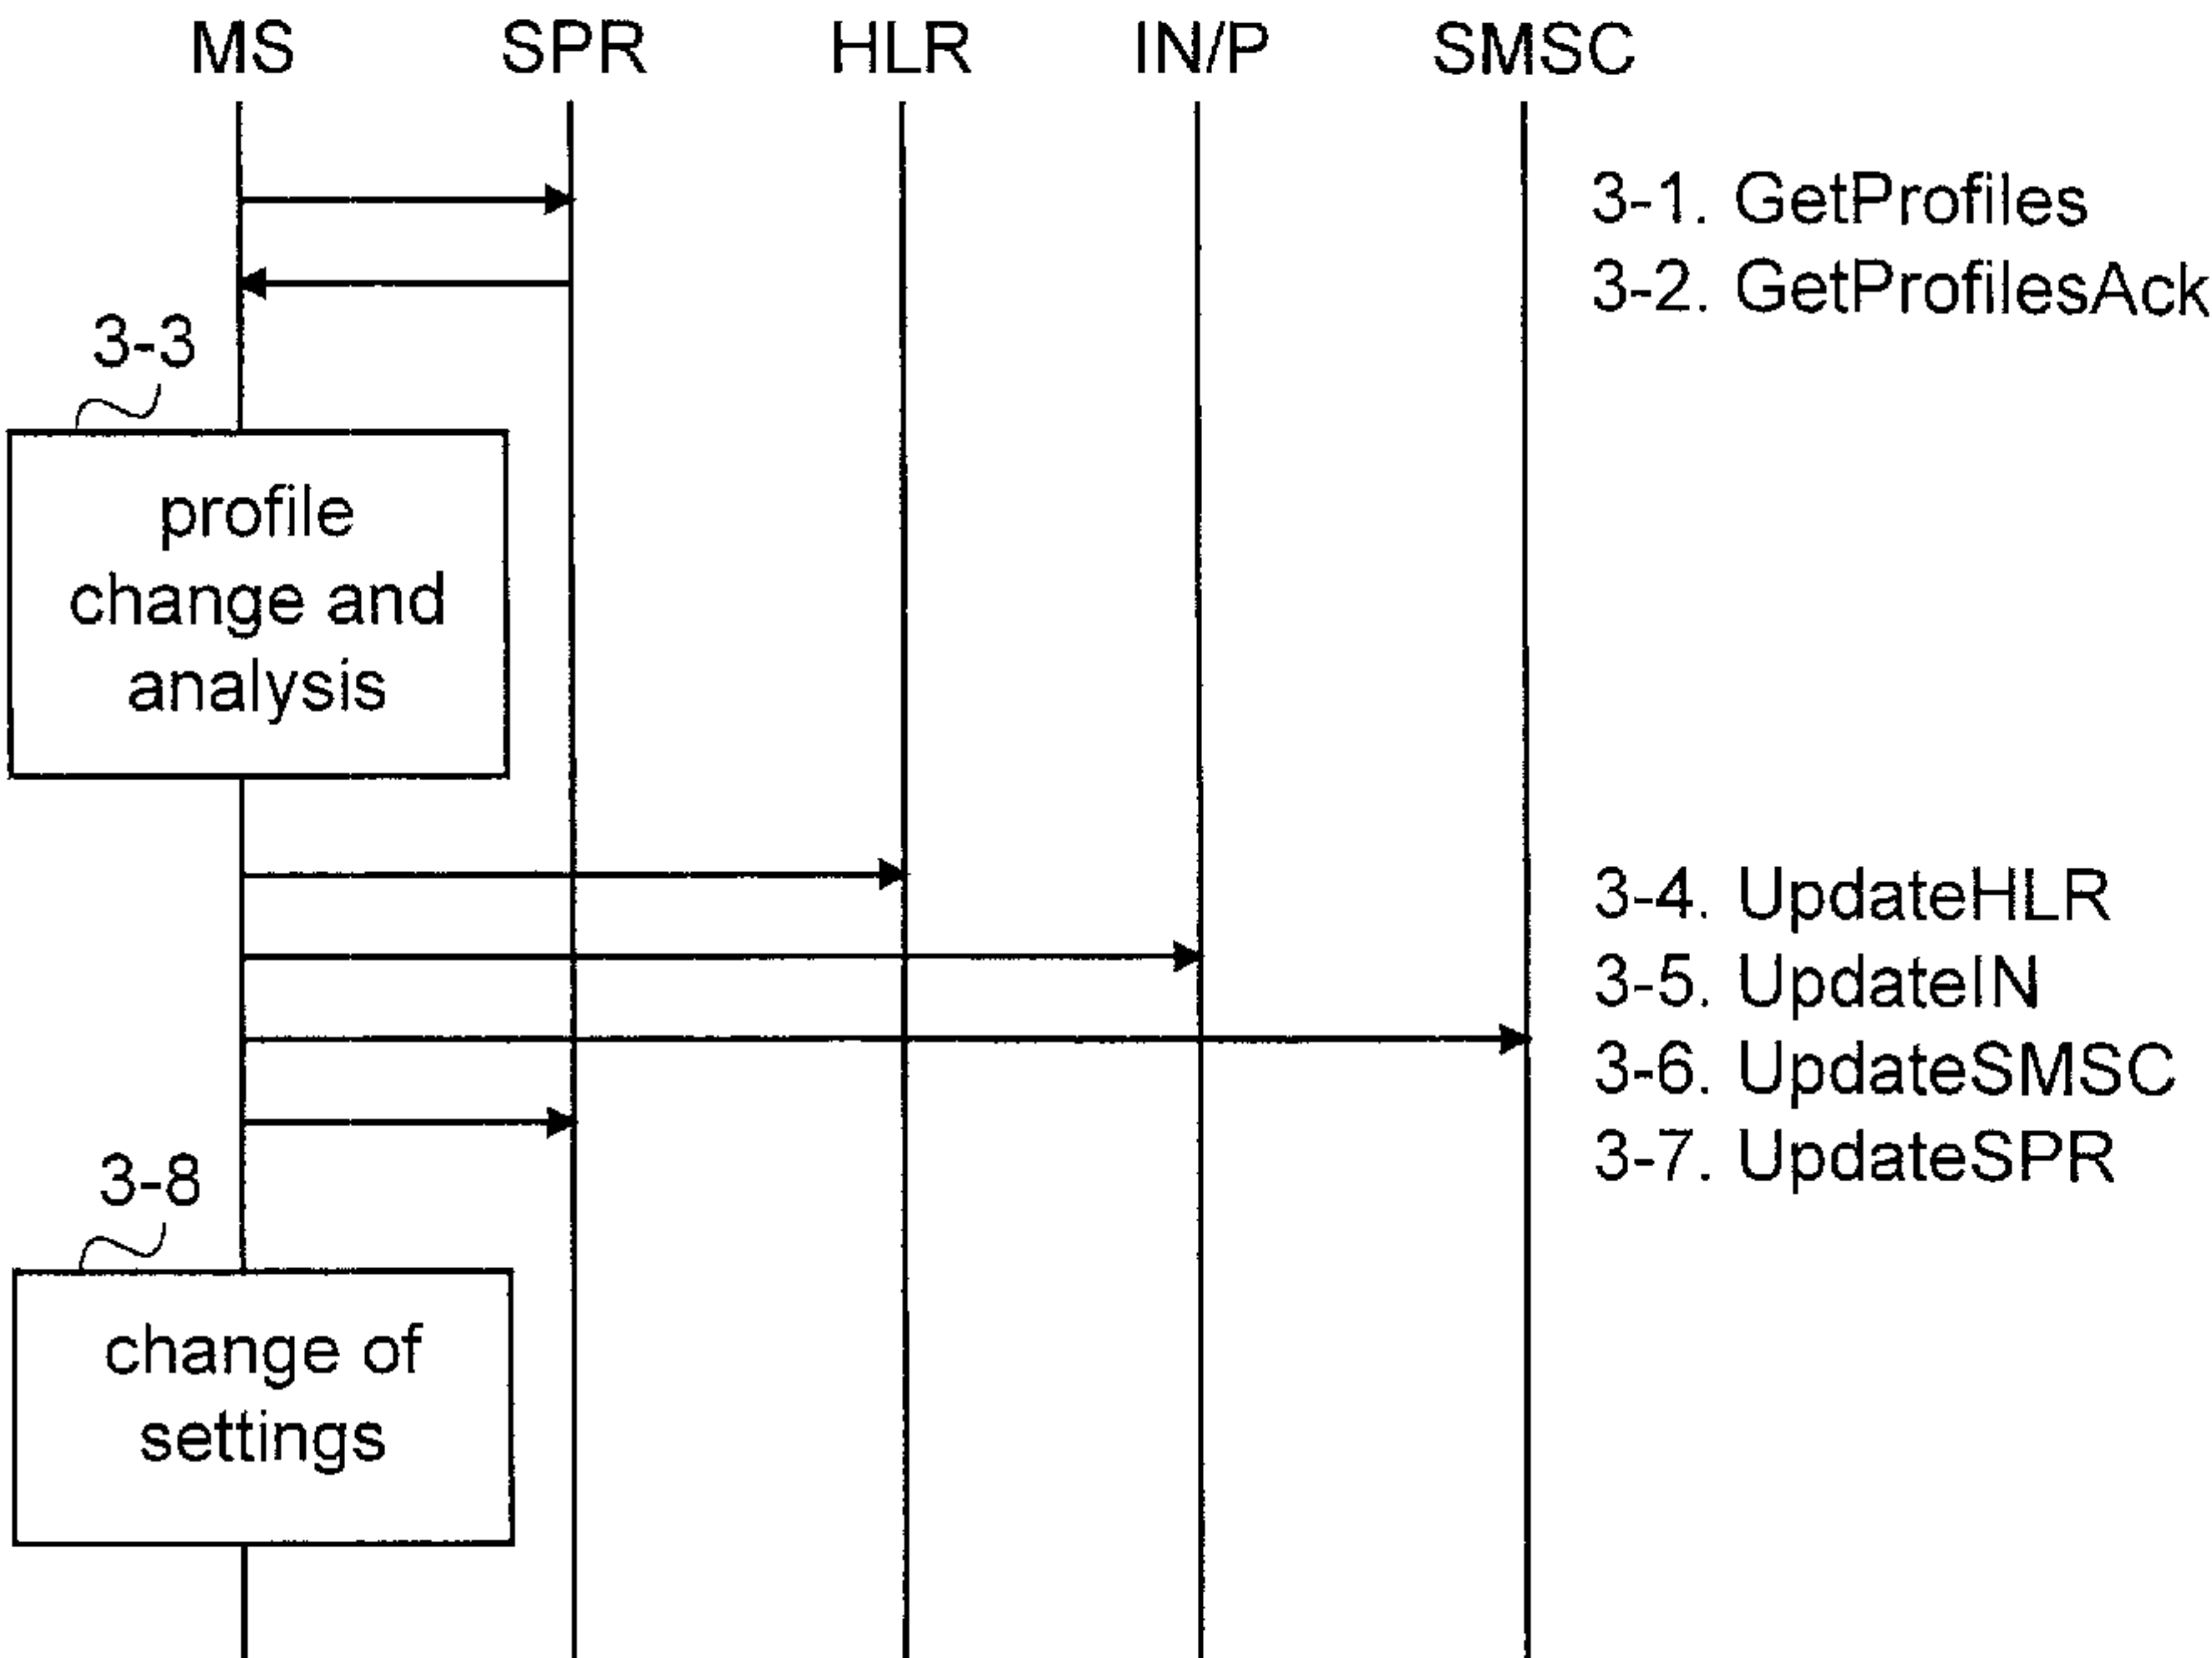 MS SPR HLR IN/P SMSC
3-1. GetProfiles
3-2. GetProfilesAck
3-3
profile
change and
analysis
3-4. UpdateHLR
3-5. UpdateIN
3-6. UpdateSMSC
3-7. UpdateSPR
3-8
change of
settings